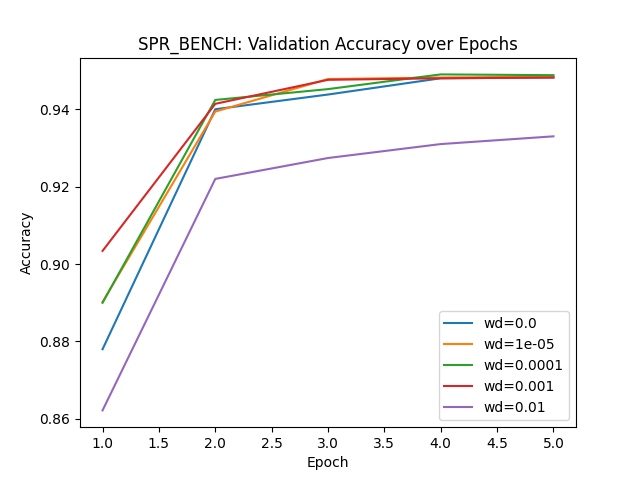 SPR_BENCH: Validation Accuracy over Epochs
Accuracy
0.94
0.92
0.90
0.88
0.86
wd=0.0
wd=1e-05
wd=0.0001
wd=0.001
wd=0.01
1.0 1.5 2.0 2.5 3.0 3.5 4.0 4.5 5.0
Epoch